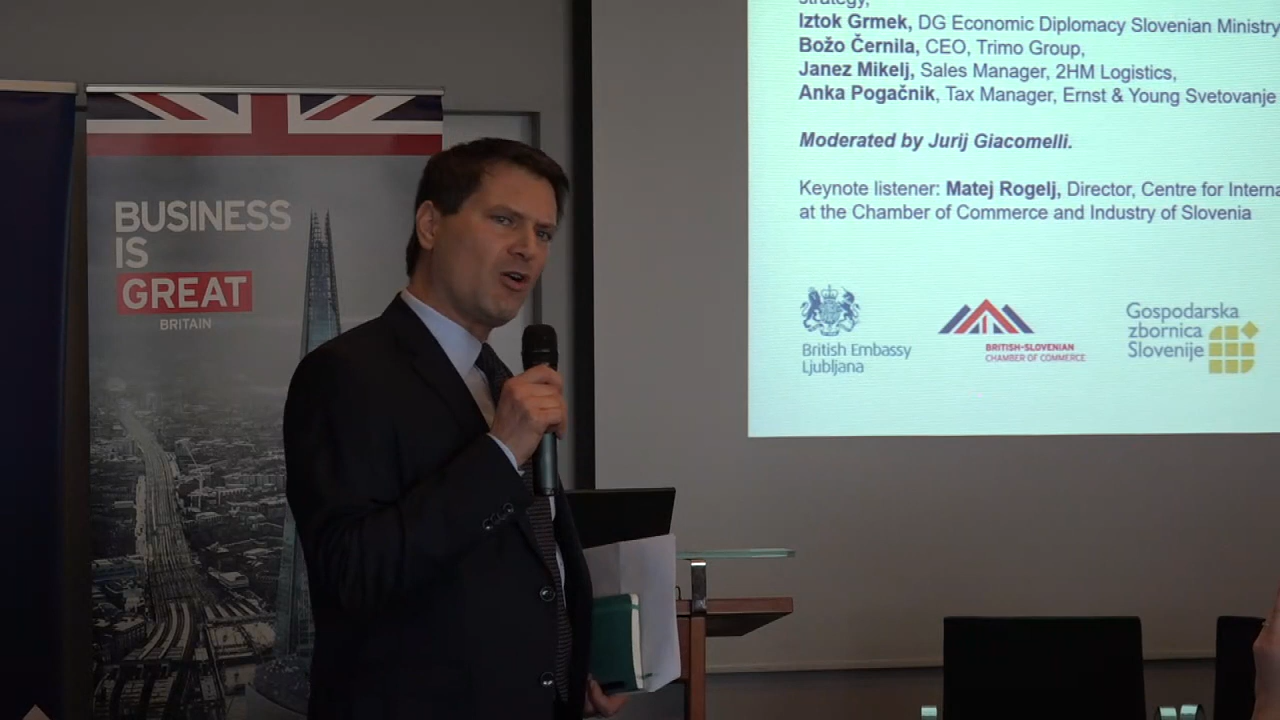 strategy,
Iztok Grmek, DG Economic Diplomacy Slovenian Ministry
Božo Černila, CEO, Trimo Group,
Janez Mikelj, Sales Manager, 2HM Logistics,
Anka Pogačnik, Tax Manager, Ernst & Young Svetovanje
Moderated by Jurij Giacomelli.
Keynote listener: Matej Rogelj, Director, Centre for Interna
at the Chamber of Commerce and Industry of Slovenia
British Embassy
Ljubljana
BRITISH-SLOVENIAN
CHAMBER OF COMMERCE
Gospodarska
zbornica
Slovenije
BUSINESS
IS
GREAT
BRITAIN